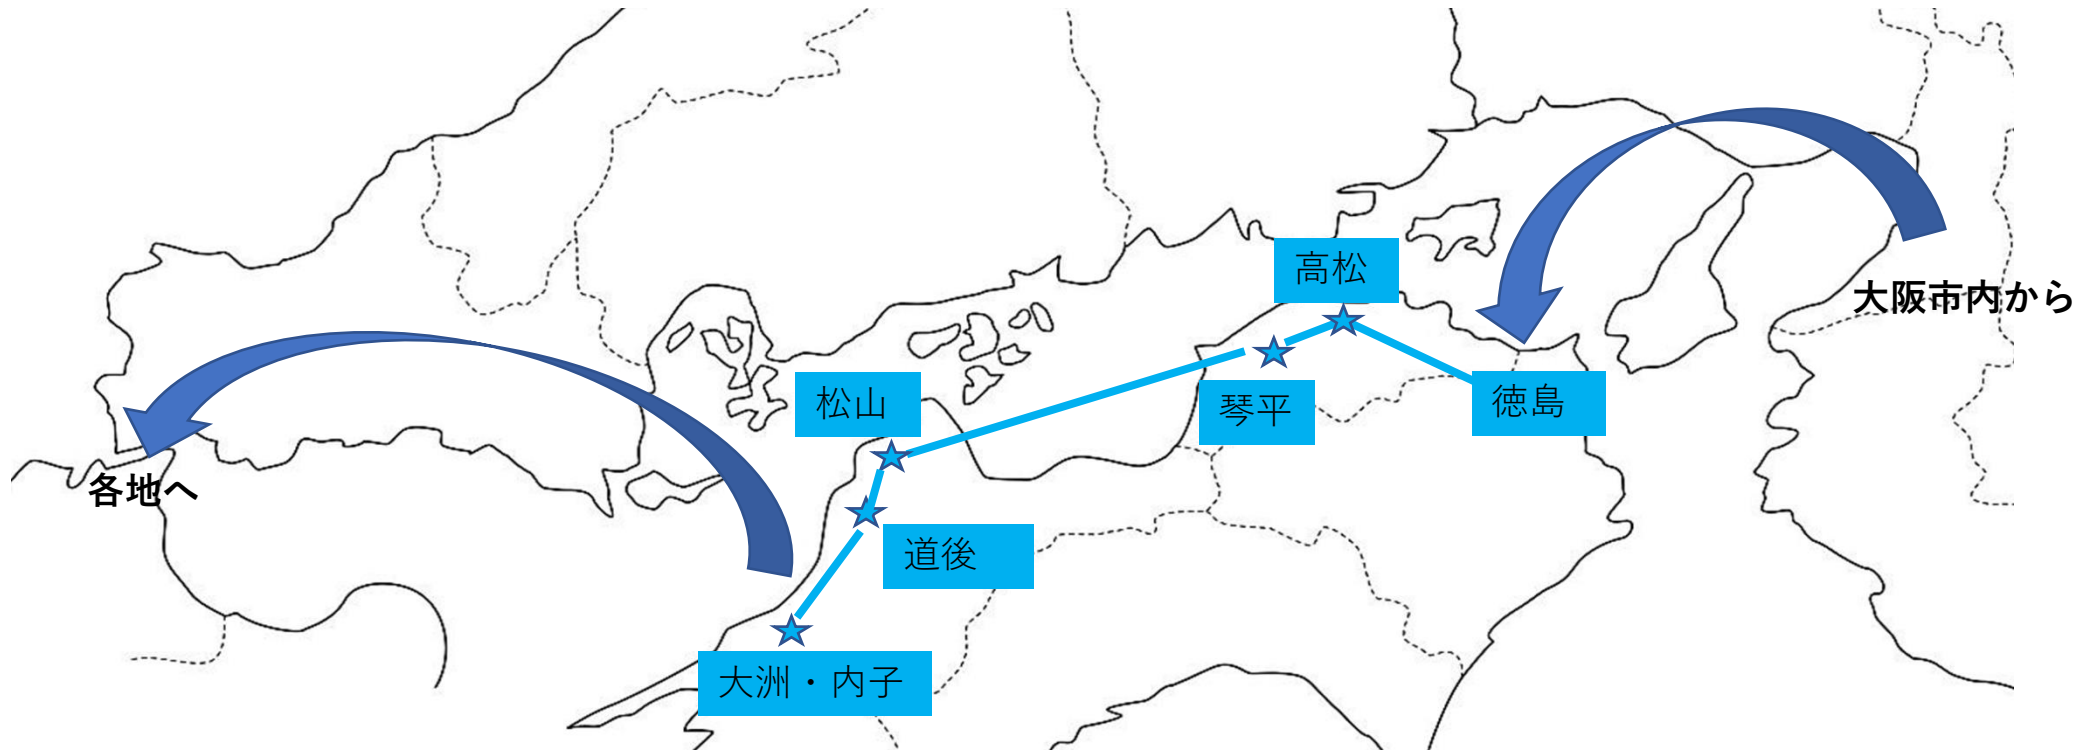 高松
大阪市内から
松山
琴平
徳島
各地へ
道後
大洲・内子